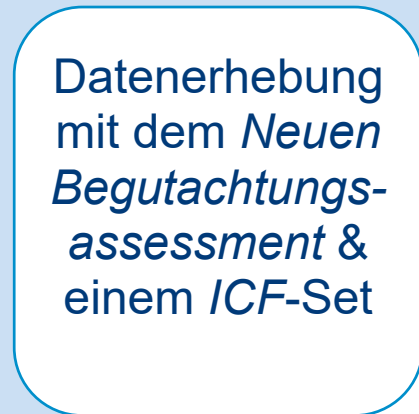 Datenerhebung
mit dem Neuen
Begutachtungs-
assessment &
einem ICF-Set